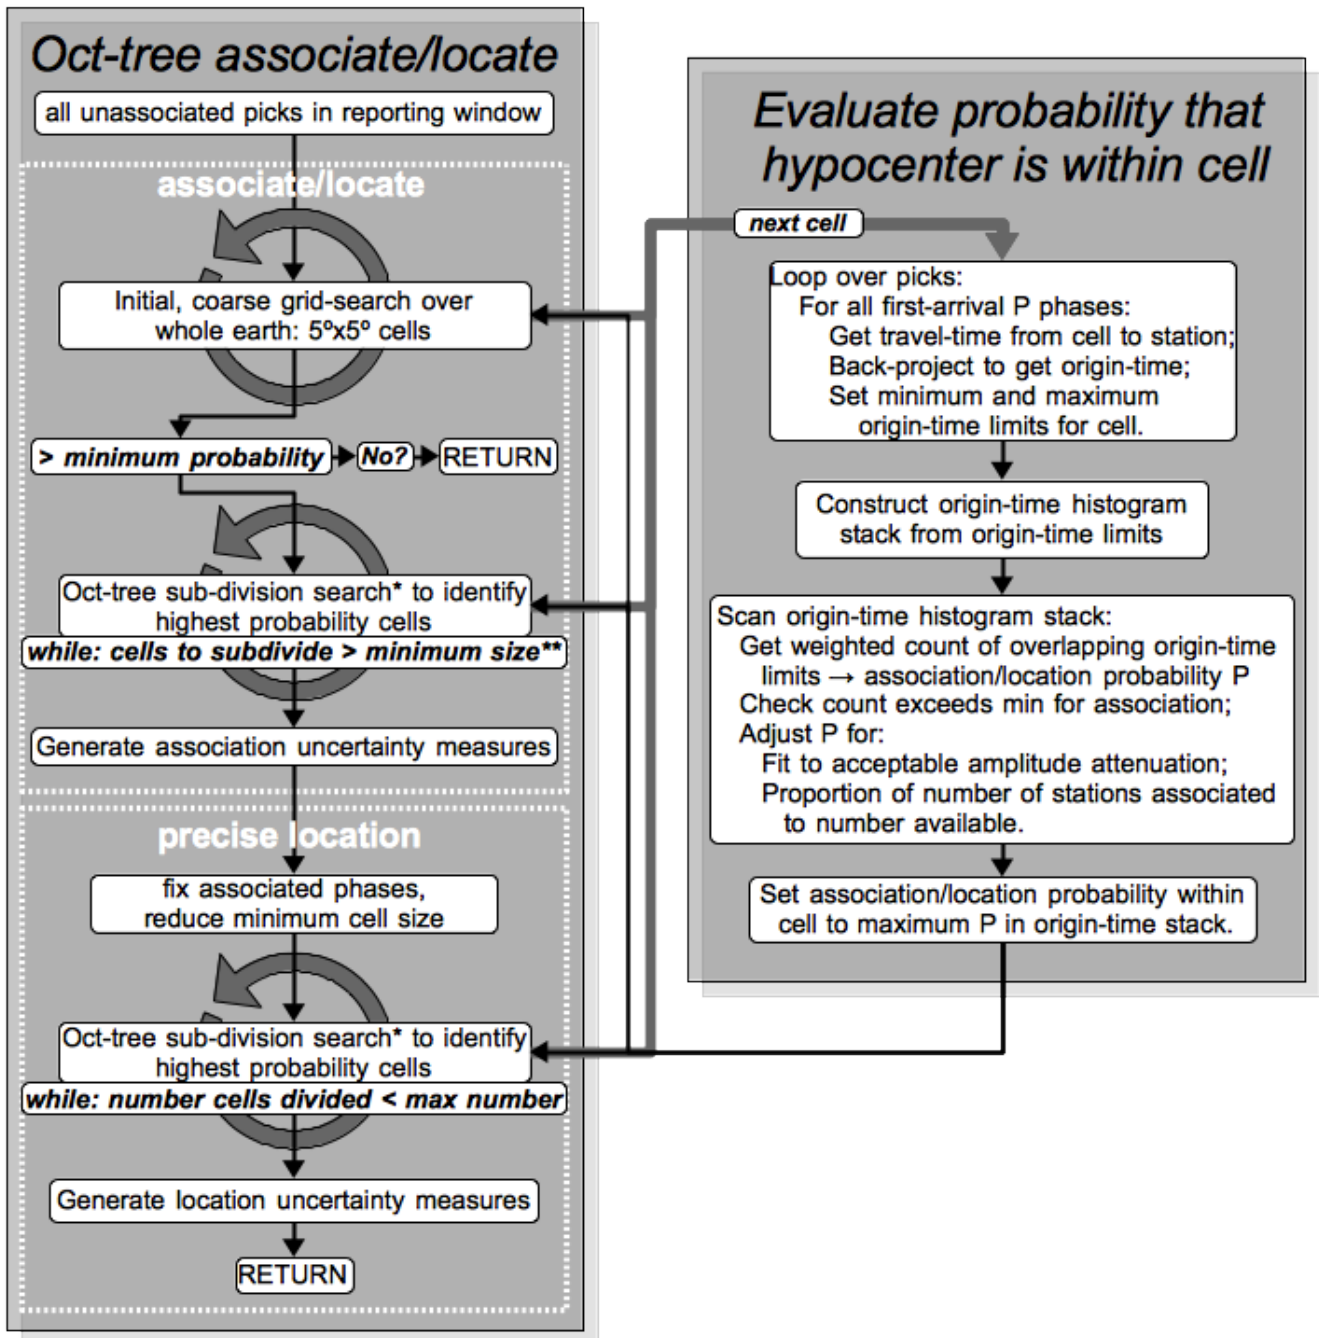 Oct-tree associate/locate
all unassociated picks in reporting window
associate/locate
Initial, coarse grid-search over
whole earth: 5ºx5º cells
> minimum probability
No?
RETURN
Oct-tree sub-division search* to identify
highest probability cells
while: cells to subdivide > minimum size**
Generate association uncertainty measures
precise location
fix associated phases,
reduce minimum cell size
Oct-tree sub-division search* to identify
highest probability cells
while: number cells divided < max number
Generate location uncertainty measures
RETURN
Evaluate probability that
hypocenter is within cell
next cell
Loop over picks:
For all first-arrival P phases:
Get travel-time from cell to station;
Back-project to get origin-time;
Set minimum and maximum
origin-time limits for cell.
Construct origin-time histogram
stack from origin-time limits
Scan origin-time histogram stack:
Get weighted count of overlapping origin-time
limits → association/location probability P
Check count exceeds min for association;
Adjust P for:
Fit to acceptable amplitude attenuation;
Proportion of number of stations associated
to number available.
Set association/location probability within
cell to maximum P in origin-time stack.